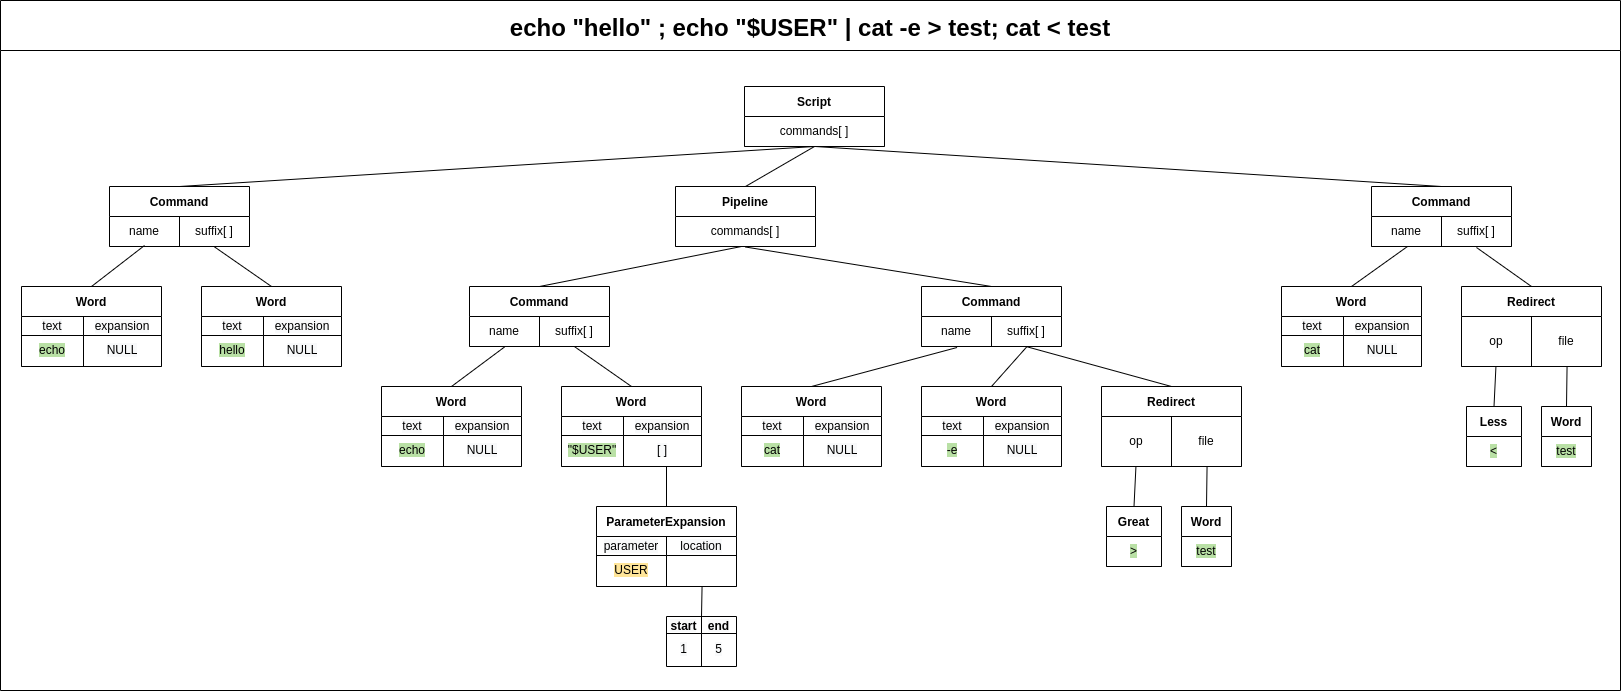 echo "hello" ; echo "$USER" | cat -e > test; cat < test
Script
commands[ ]
Command
name suffix[ ]
Pipeline
commands[ ]
Command
name suffix[ ]
Word
text expansion
echo NULL
Word
text expansion
hello NULL
Command
name suffix[ ]
Command
name suffix[ ]
Word
text expansion
cat NULL
Redirect
op file
Word
text expansion
echo NULL
Word
text expansion
"$USER" [ ]
Word
text expansion
cat NULL
Word
text expansion
-e NULL
Redirect
op file
Less
<
Word
test
ParameterExpansion
parameter location
USER
Great
>
Word
test
start end
1 5